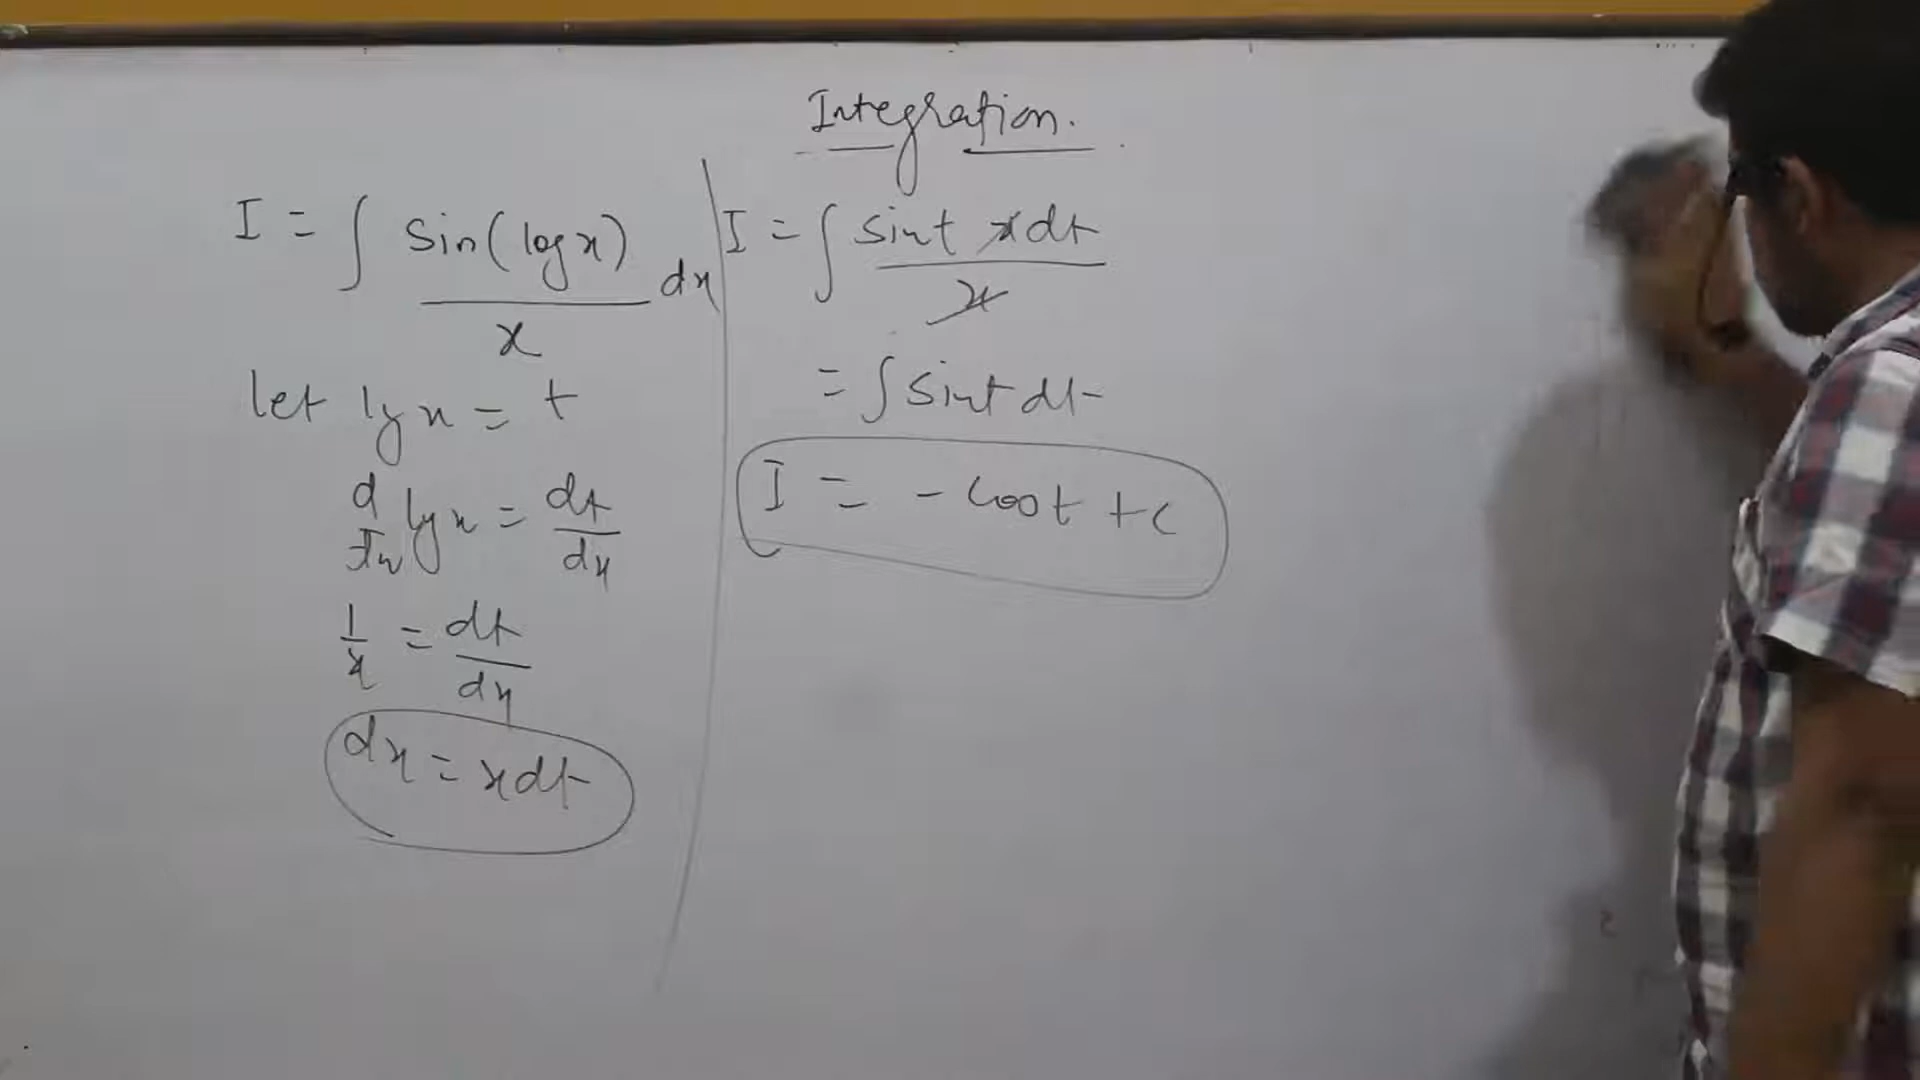 Integration.
I = ∫ sin(log x) / x dx
let log x = t
d/dx log x = dt/dx
1/x = dt/dx
dx = x dt
I = ∫ sin t x dt / x
= ∫ sin t dt
I = - cos t + c